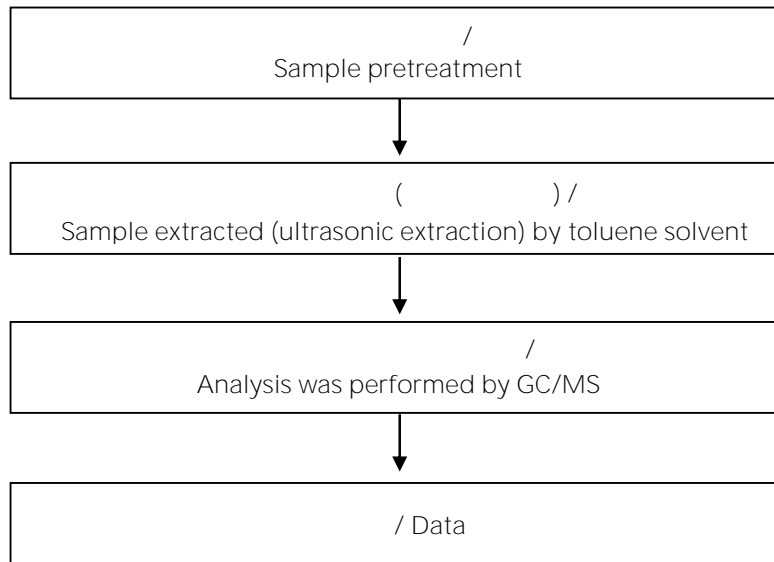 /
Sample pretreatment
( ) /
Sample extracted (ultrasonic extraction) by toluene solvent
/
Analysis was performed by GC/MS
/ Data